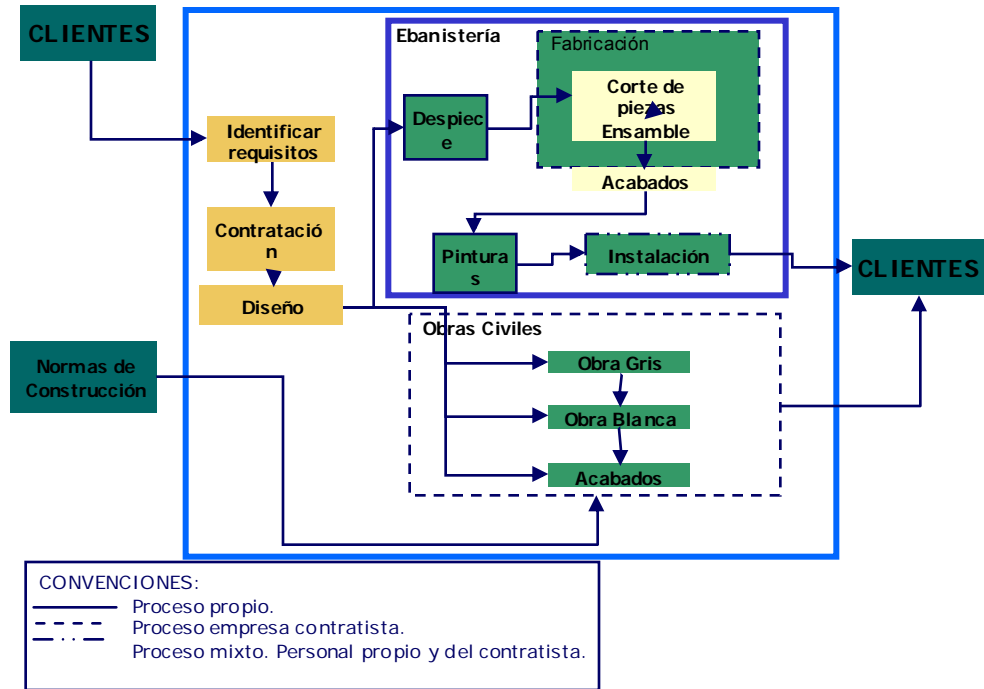 CLIENTES
Ebanistería
Fabricación
Corte de
piezas
Ensamble
Despiec
e
Identificar
requisitos
Acabados
Contratació
n
Pintura
s
Instalación
CLIENTES
Diseño
Obras Civiles
Normas de
Construcción
Obra Gris
Obra Blanca
Acabados
CONVENCIONES:
Proceso propio.
Proceso empresa contratista.
Proceso mixto. Personal propio y del contratista.